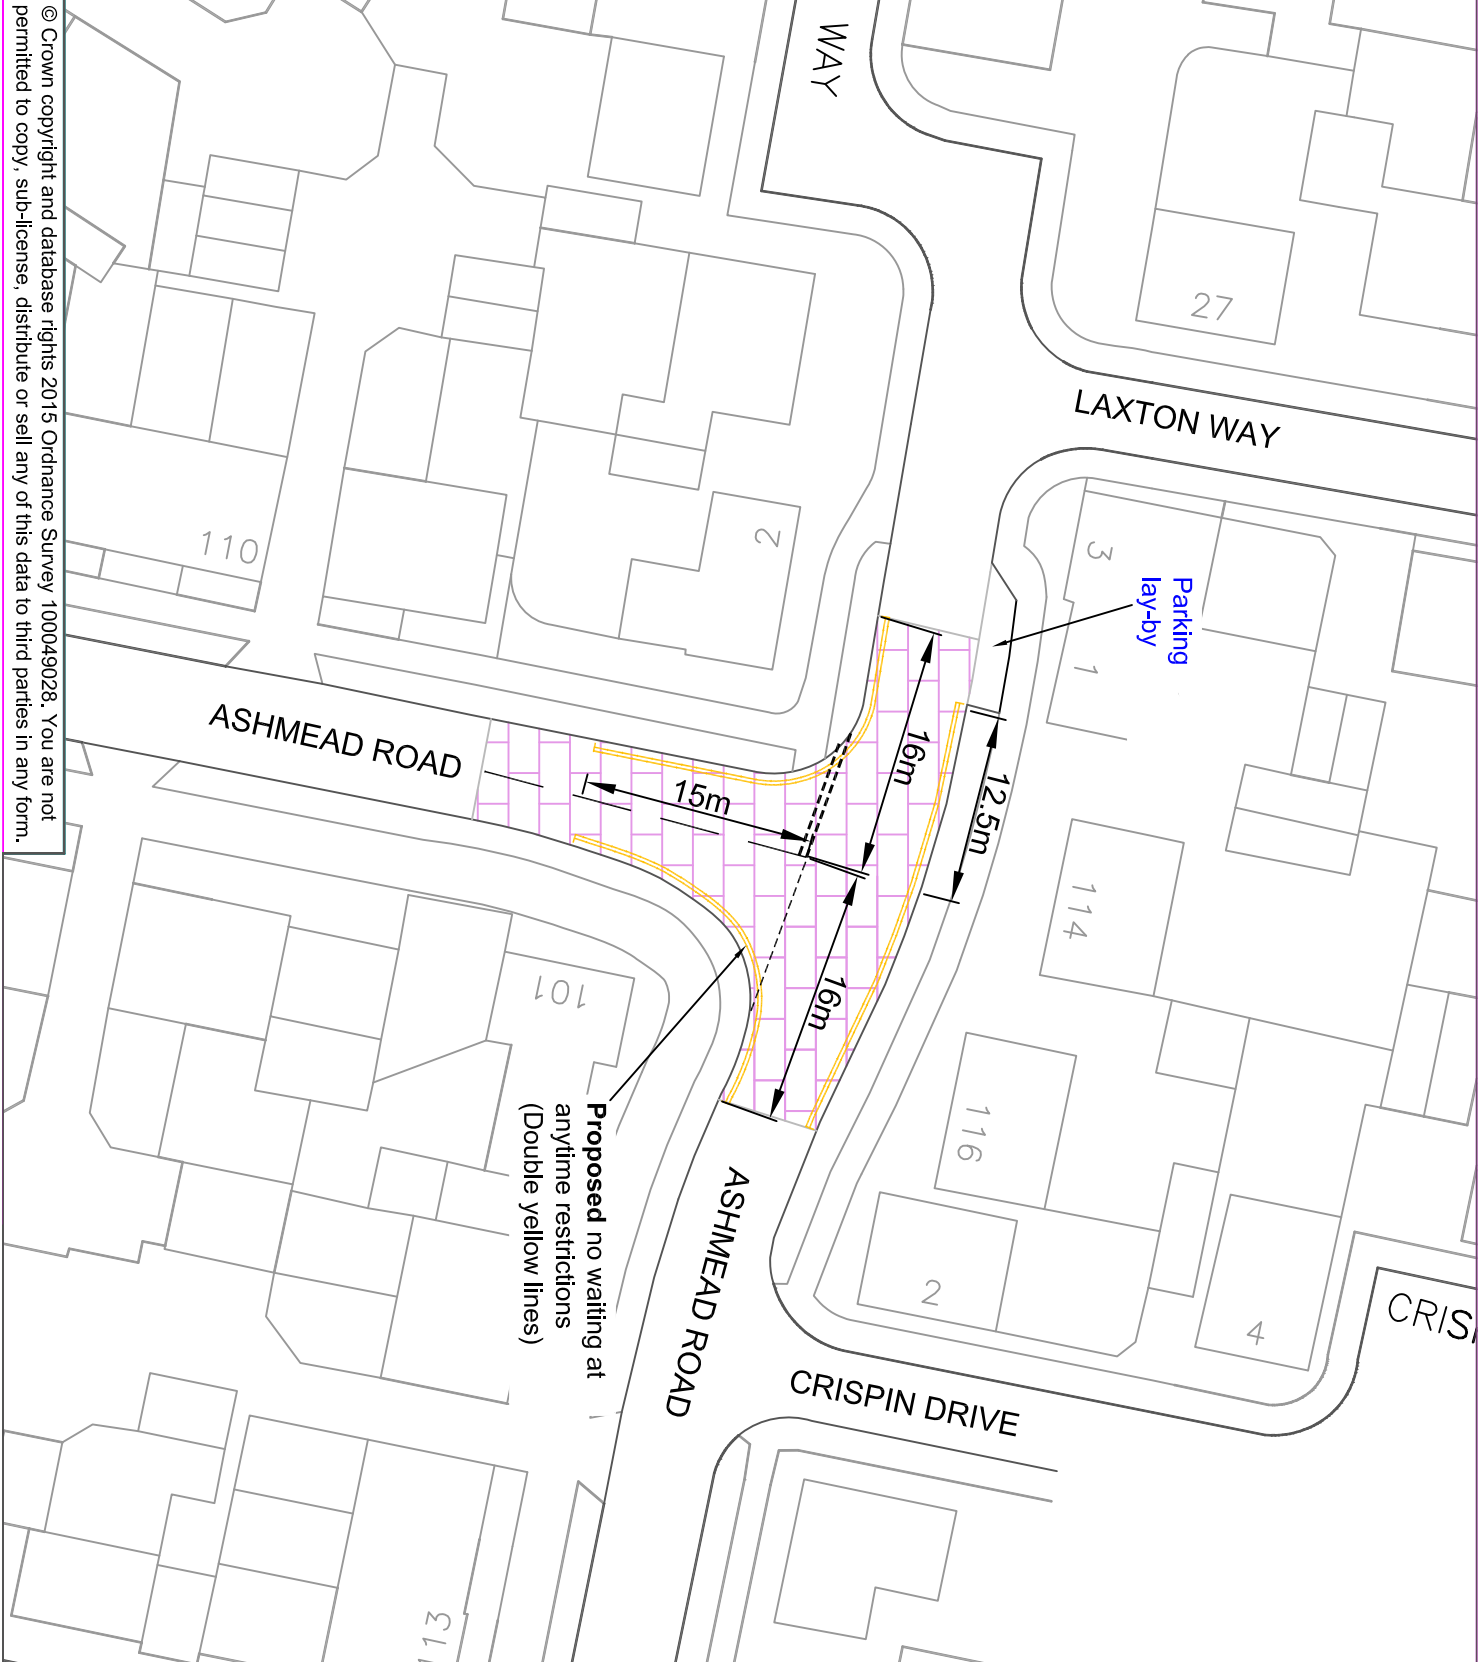 WAY
27
LAXTON WAY
3
Parking
lay-by
1
2
110
ASHMEAD ROAD
16m
12.5m
15m
16m
114
101
116
Proposed no waiting at
anytime restrictions
(Double yellow lines)
ASHMEAD ROAD
2
4
CRISPIN DRIVE
113
© Crown copyright and database rights 2015 Ordnance Survey 100049028. You are not
permitted to copy, sub-license, distribute or sell any of this data to third parties in any form.